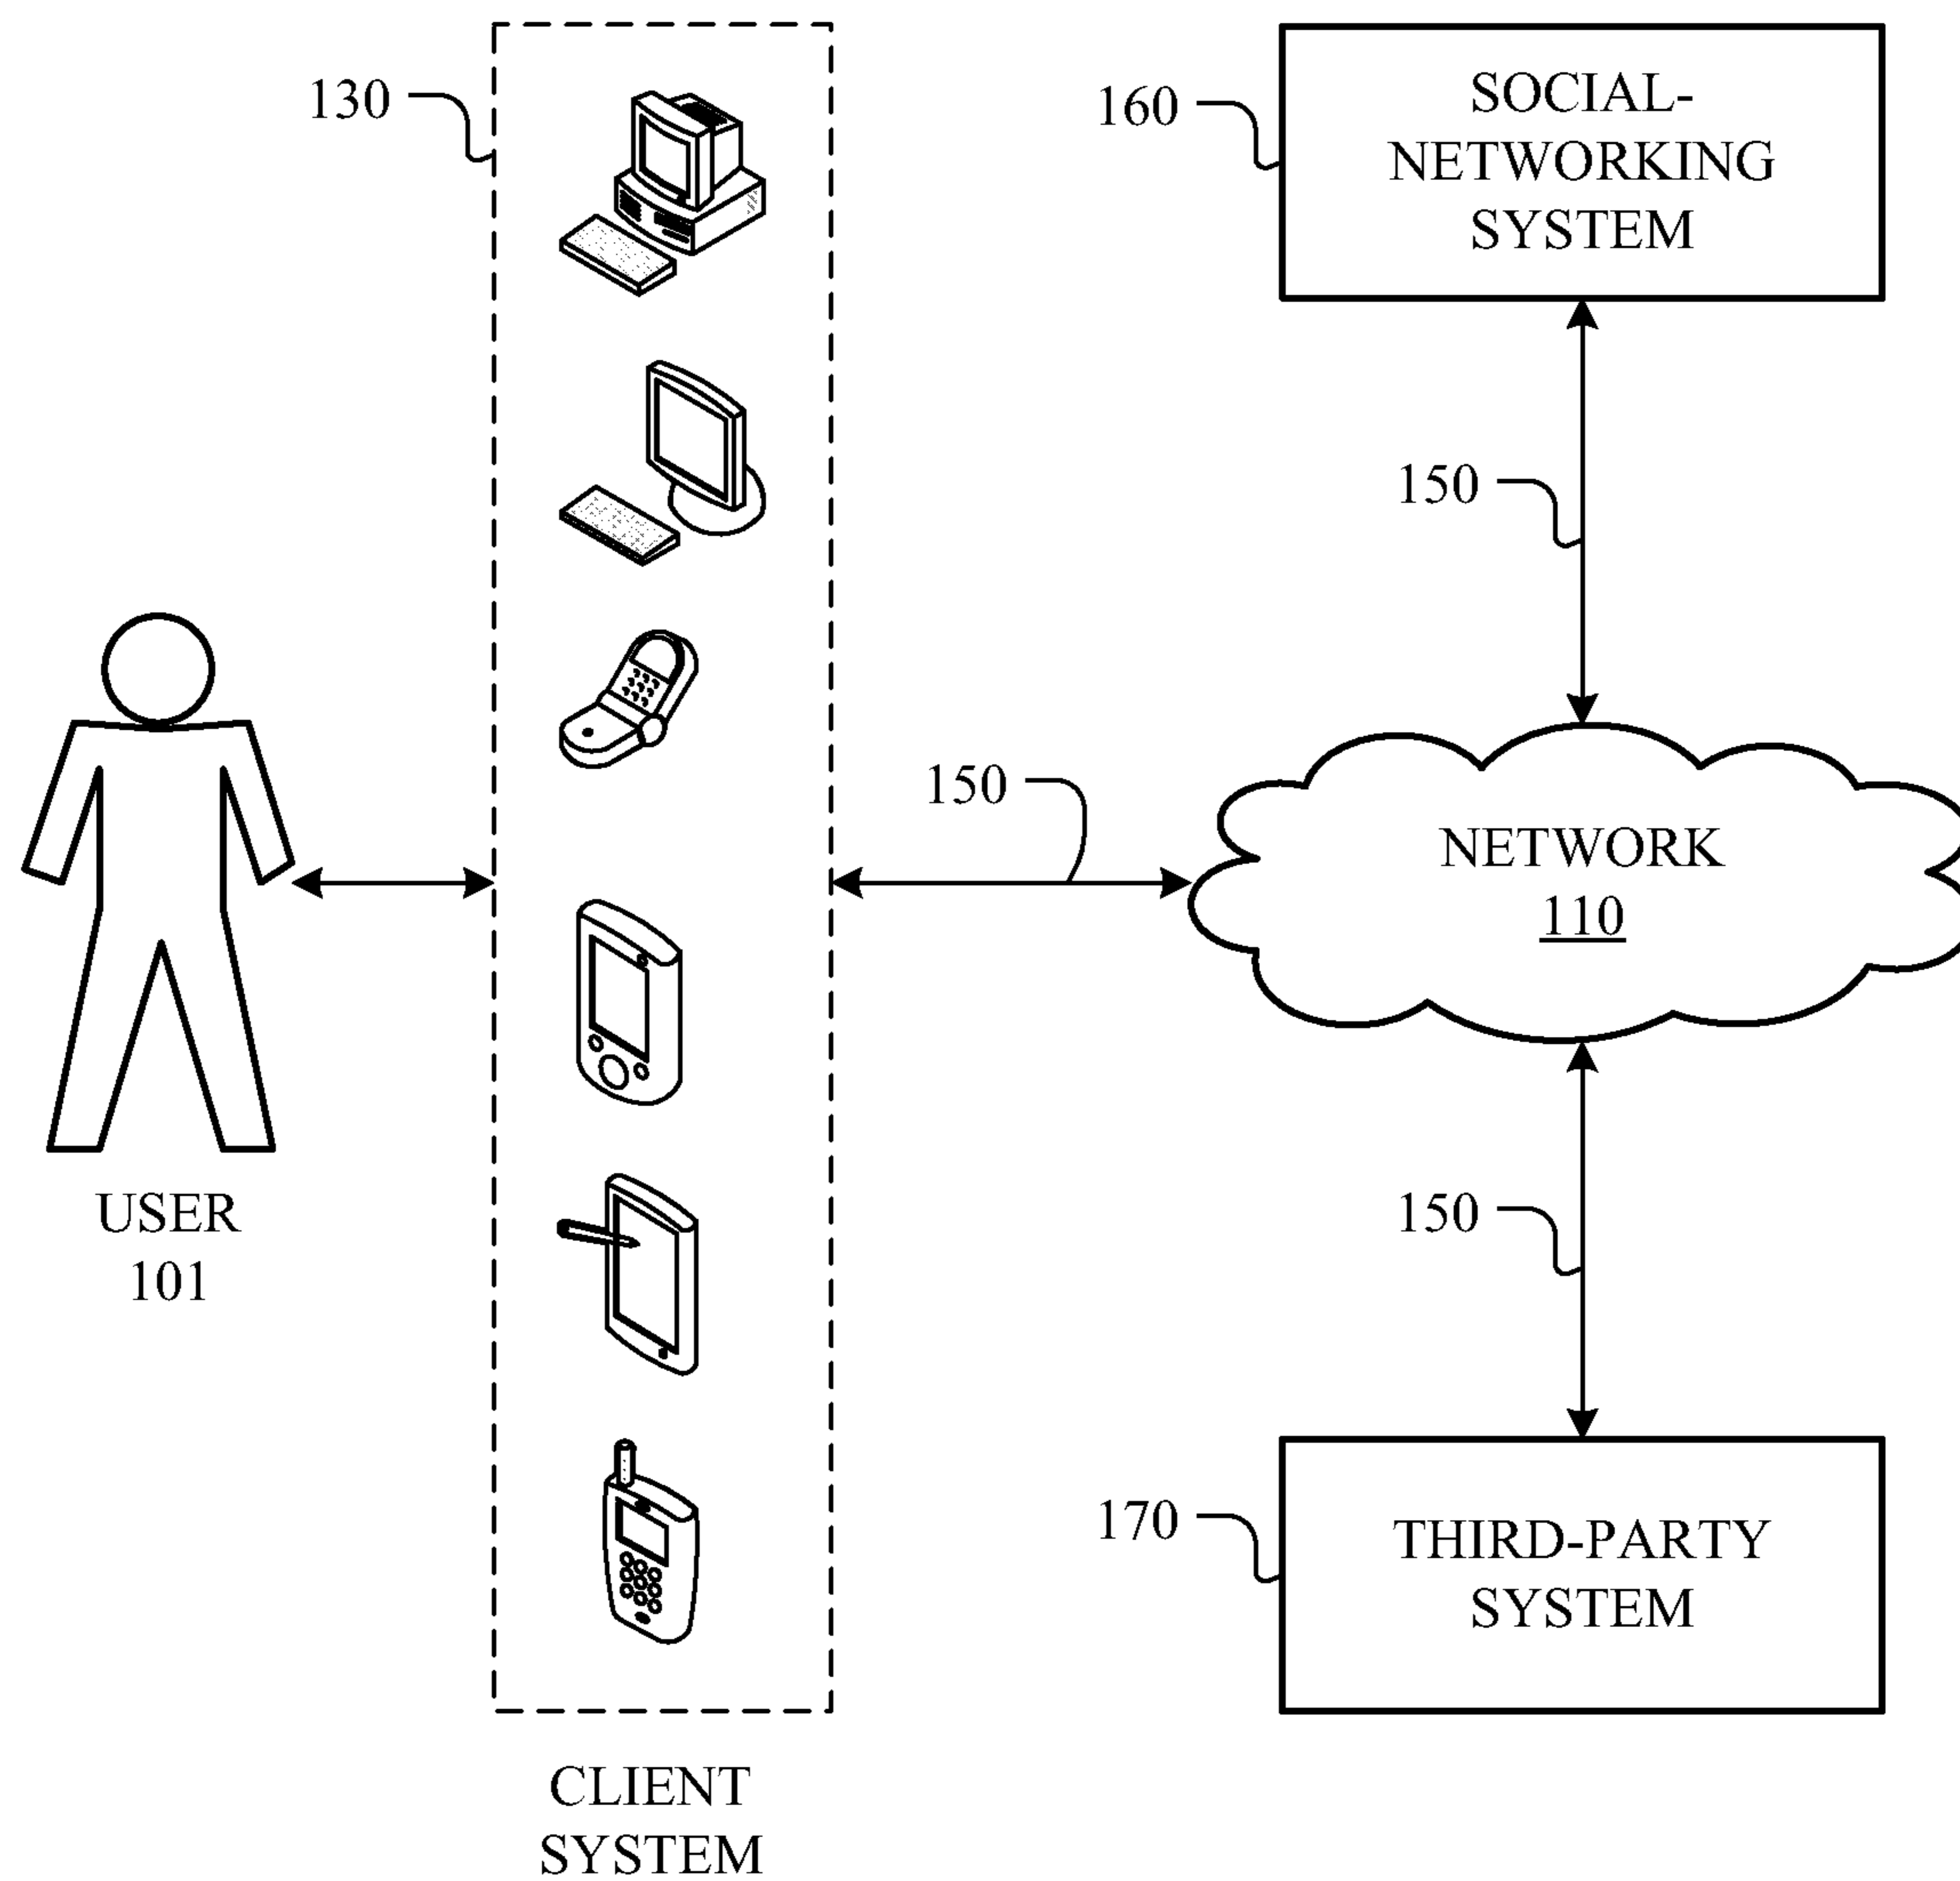 130
160
SOCIAL-
NETWORKING
SYSTEM
150
150
NETWORK
110
USER
101
150
170
THIRD-PARTY
SYSTEM
CLIENT
SYSTEM